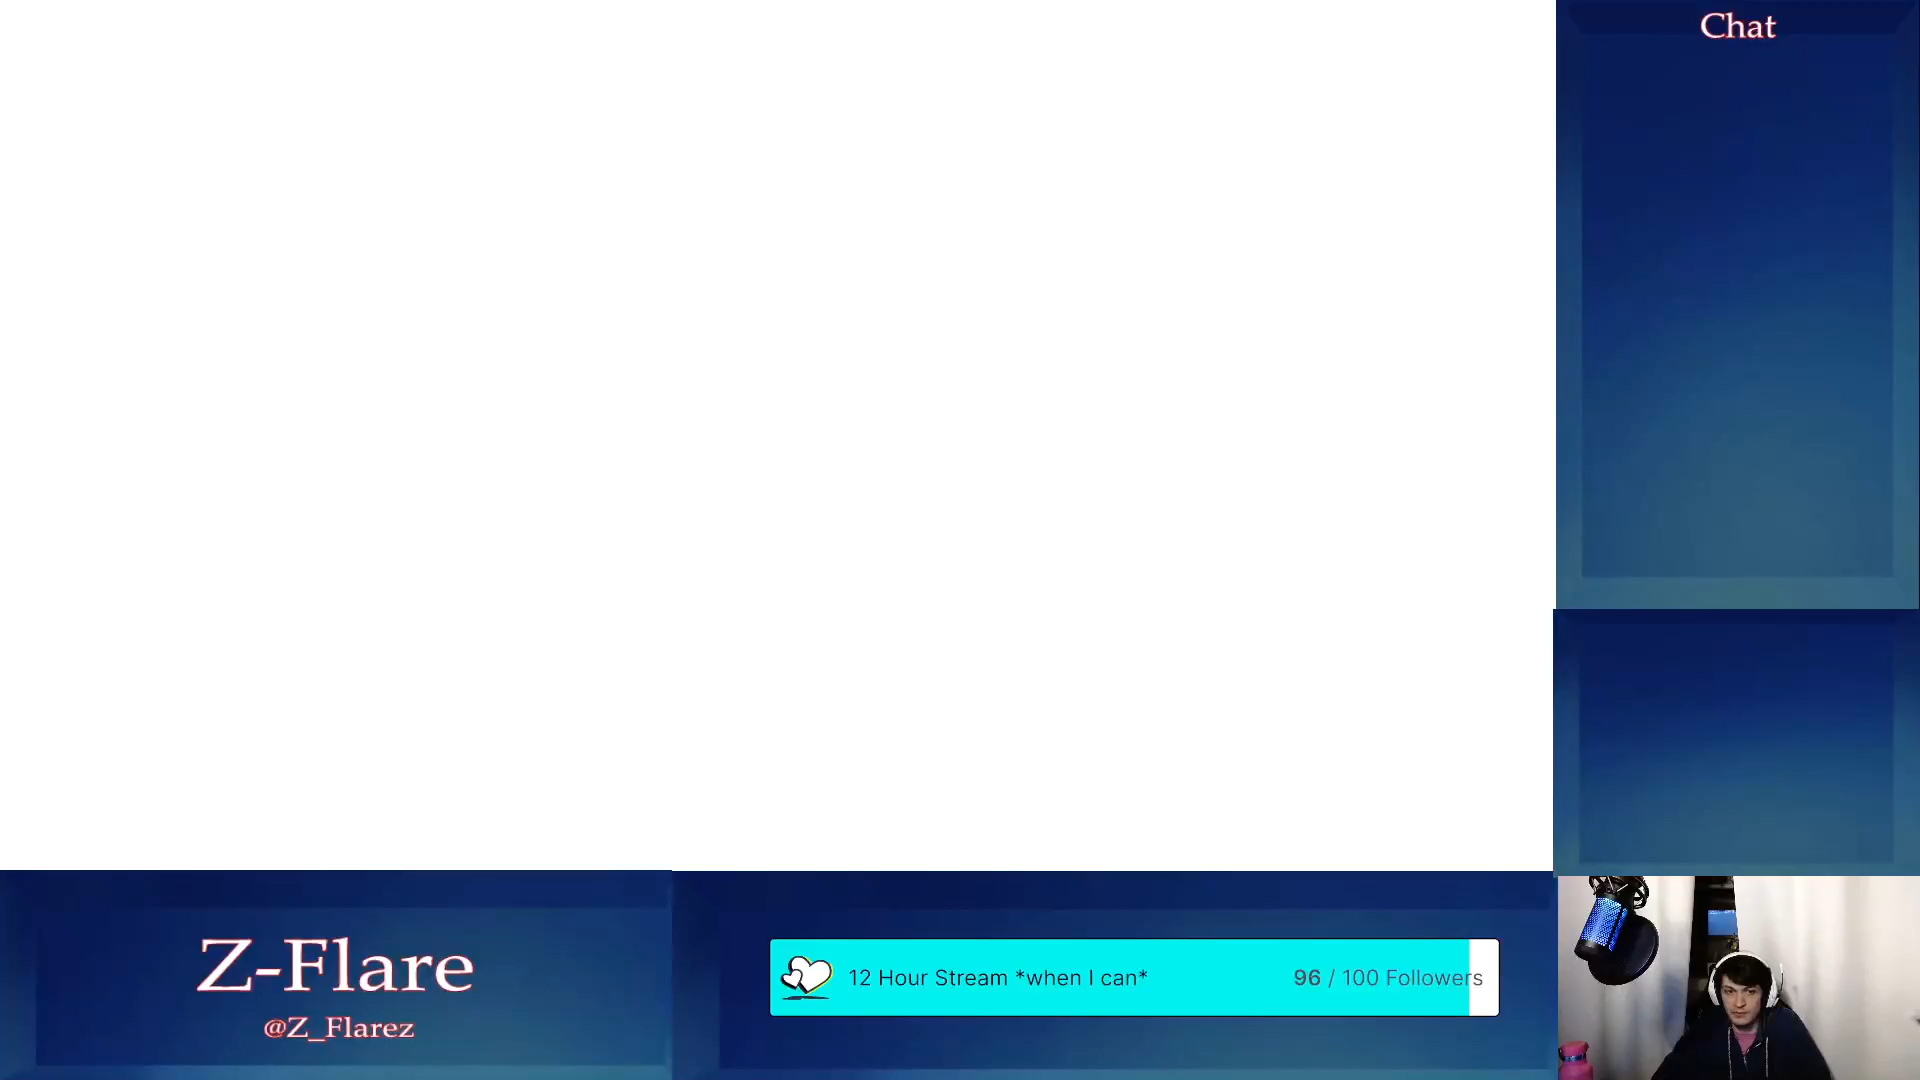 Chat
Z-Flare
@Z_Flarez
12 Hour Stream *when I can*
96 / 100 Followers